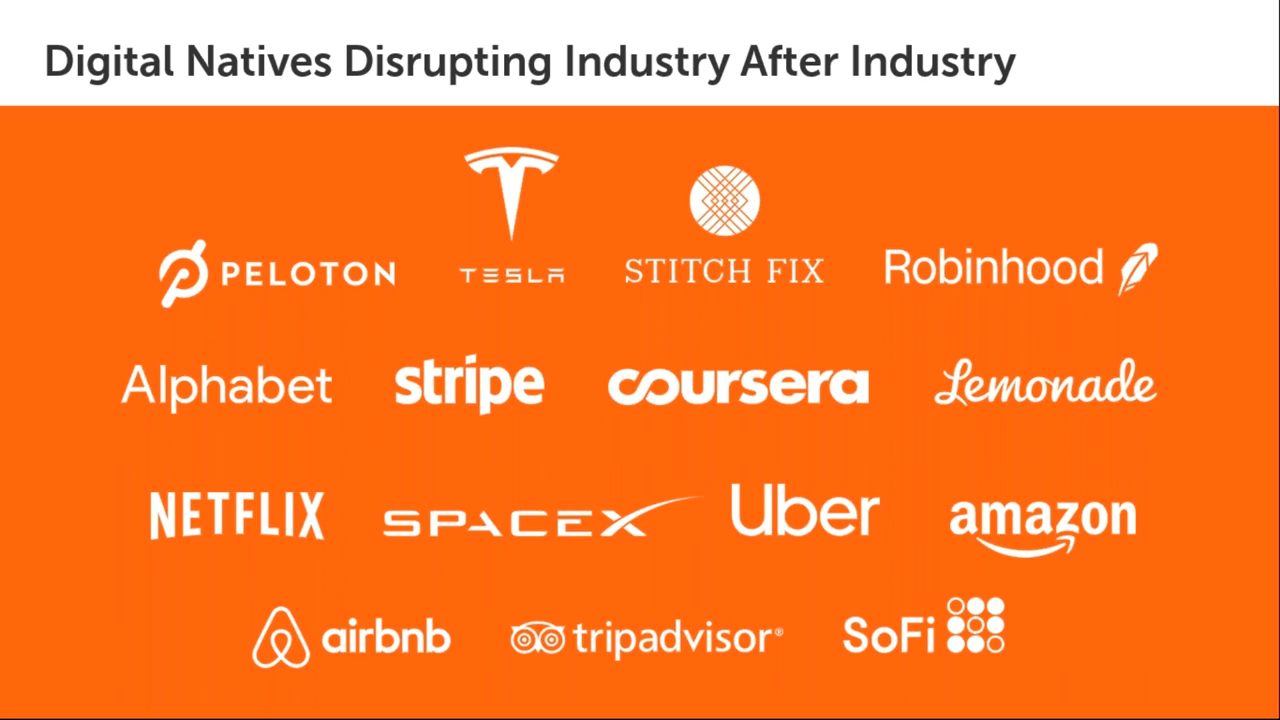 Digital Natives Disrupting Industry After Industry
PELOTON
TESLA
STITCH FIX
Robinhood
Alphabet
stripe
coursera
Lemonade
NETFLIX
SPACEX
Uber
amazon
airbnb
tripadvisor®
SoFi